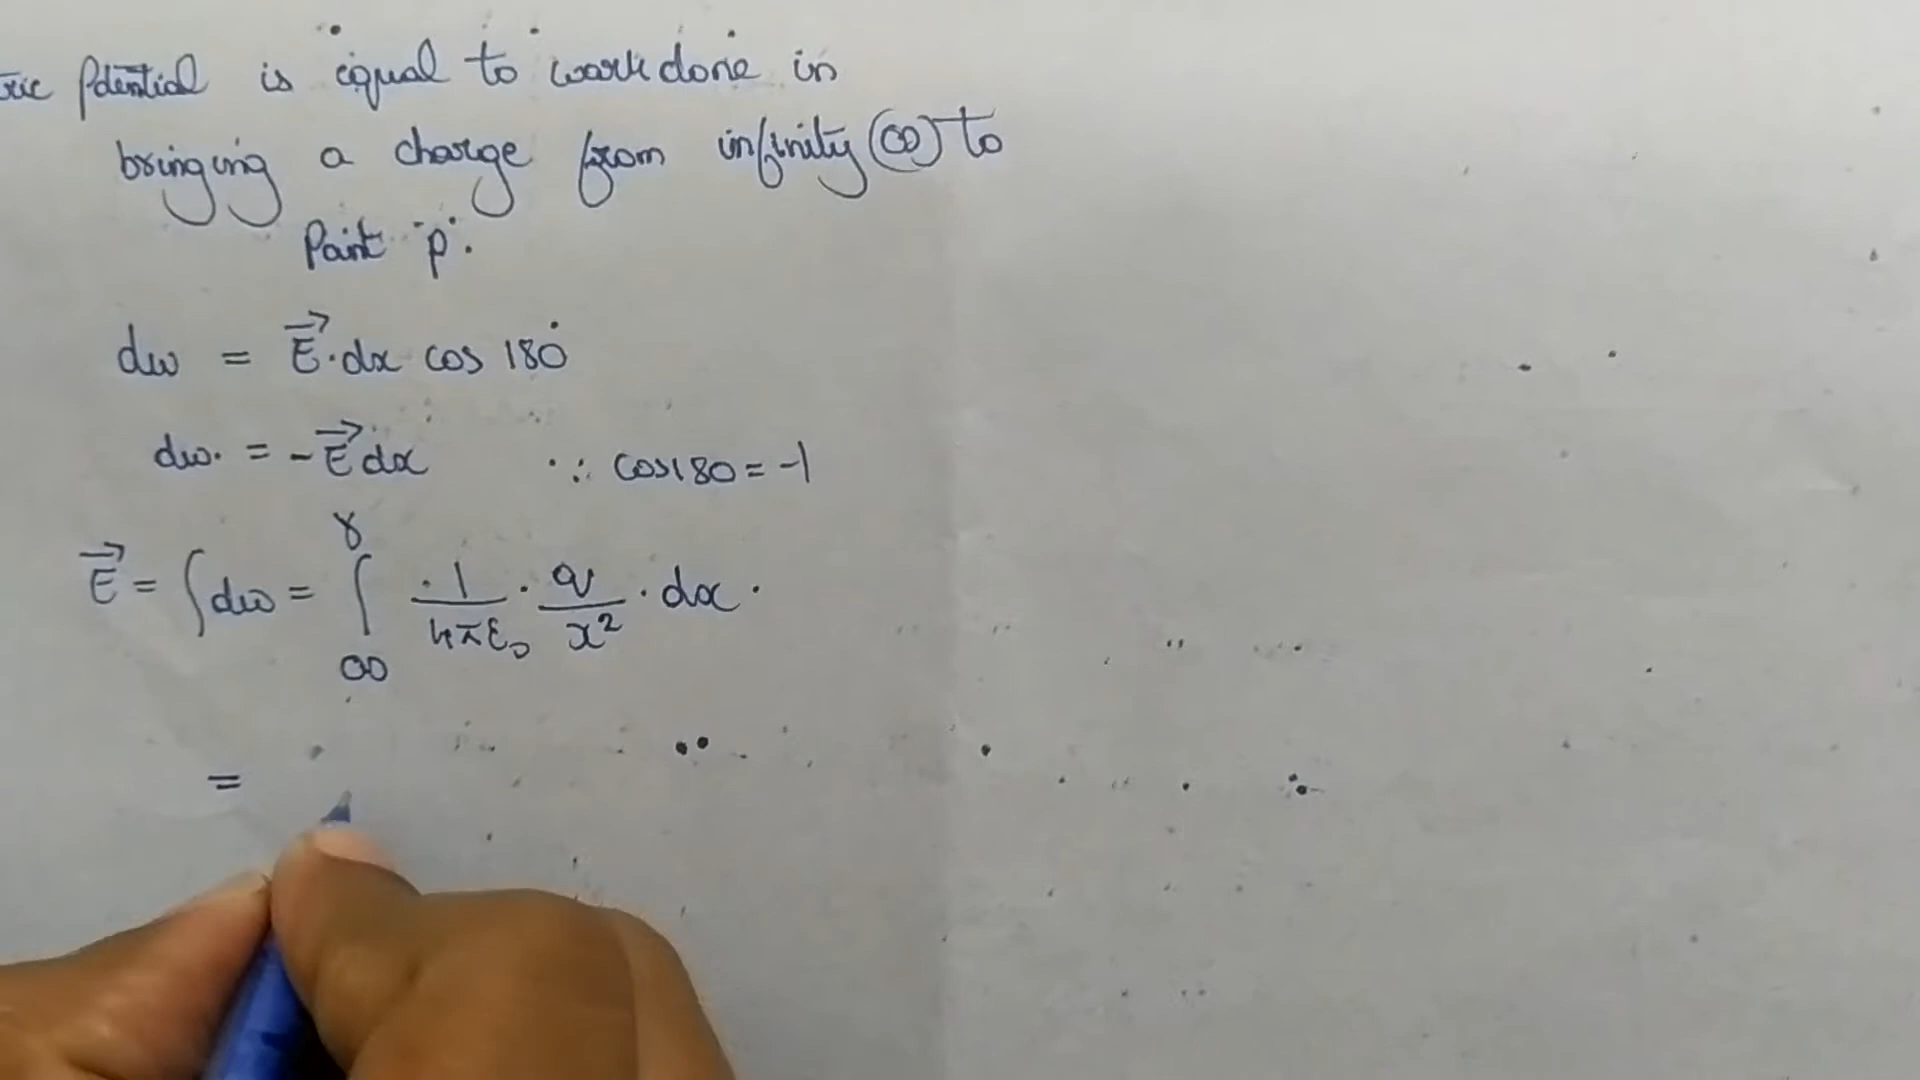 Potential is equal to work done in
bringing a charge from infinity (∞) to
Point "P".
dw = E⃗·dx cos 180°
dw. = -E⃗ dx ∵ cos180 = -1
E⃗ = ∫dw = ∫ r ∞ 1/4πε₀ · q/x² · dx.
=